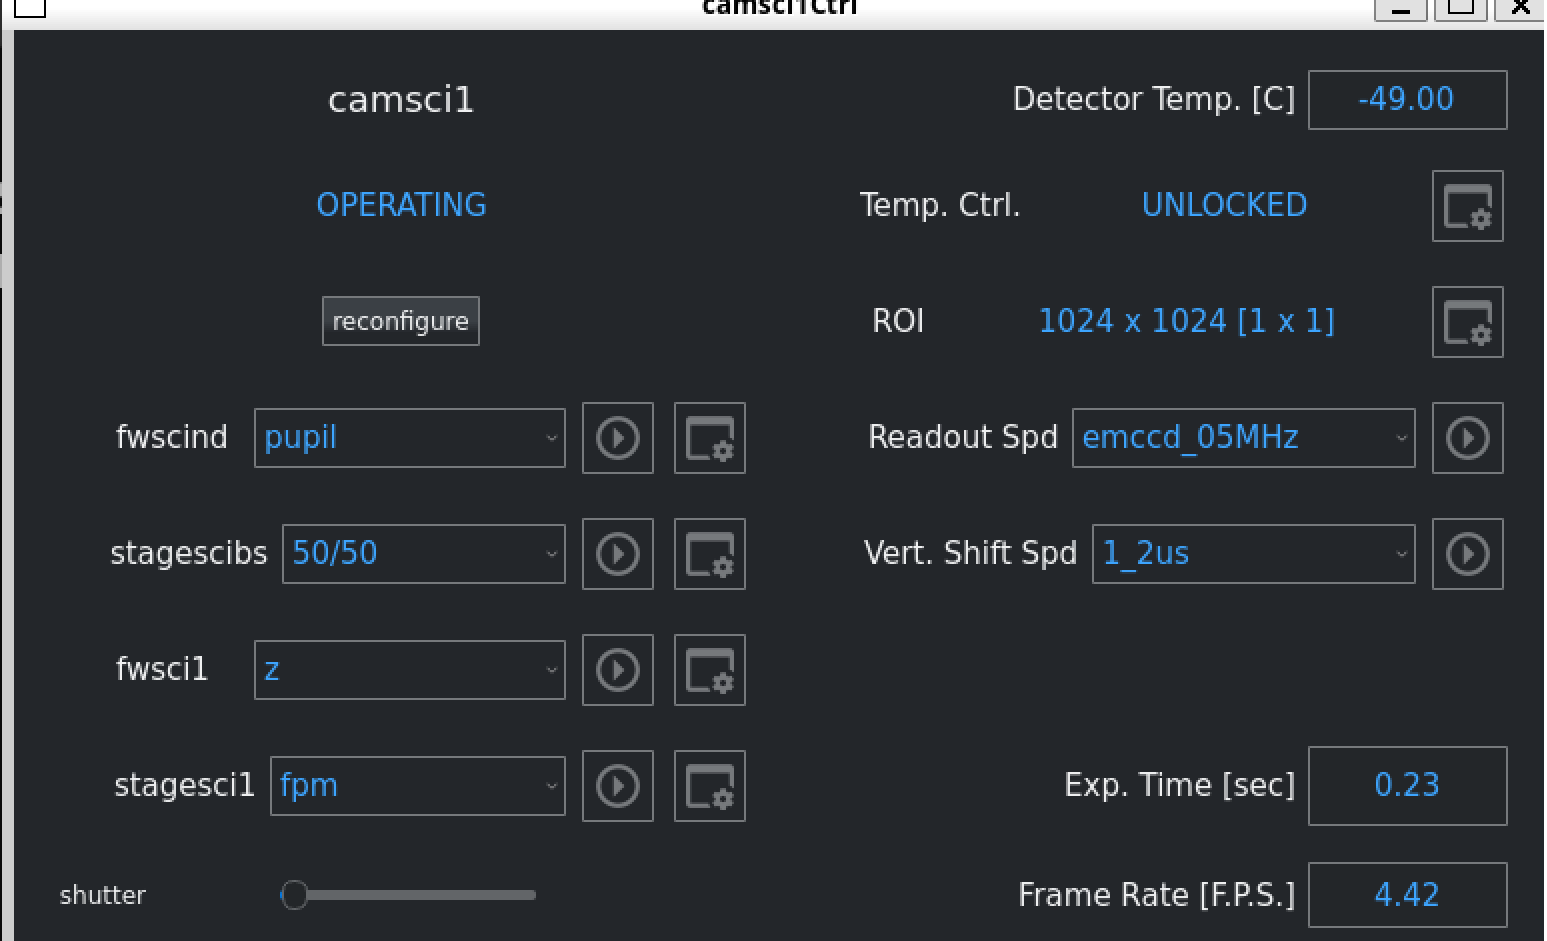 camsci1Ctrl
camsci1
Detector Temp. [C] -49.00
OPERATING
Temp. Ctrl. UNLOCKED
reconfigure
ROI 1024 x 1024 [1 x 1]
fwscind pupil
Readout Spd emccd_05MHz
stagescibs 50/50
Vert. Shift Spd 1_2us
fwsci1 z
stagesci1 fpm
Exp. Time [sec] 0.23
shutter
Frame Rate [F.P.S.] 4.42